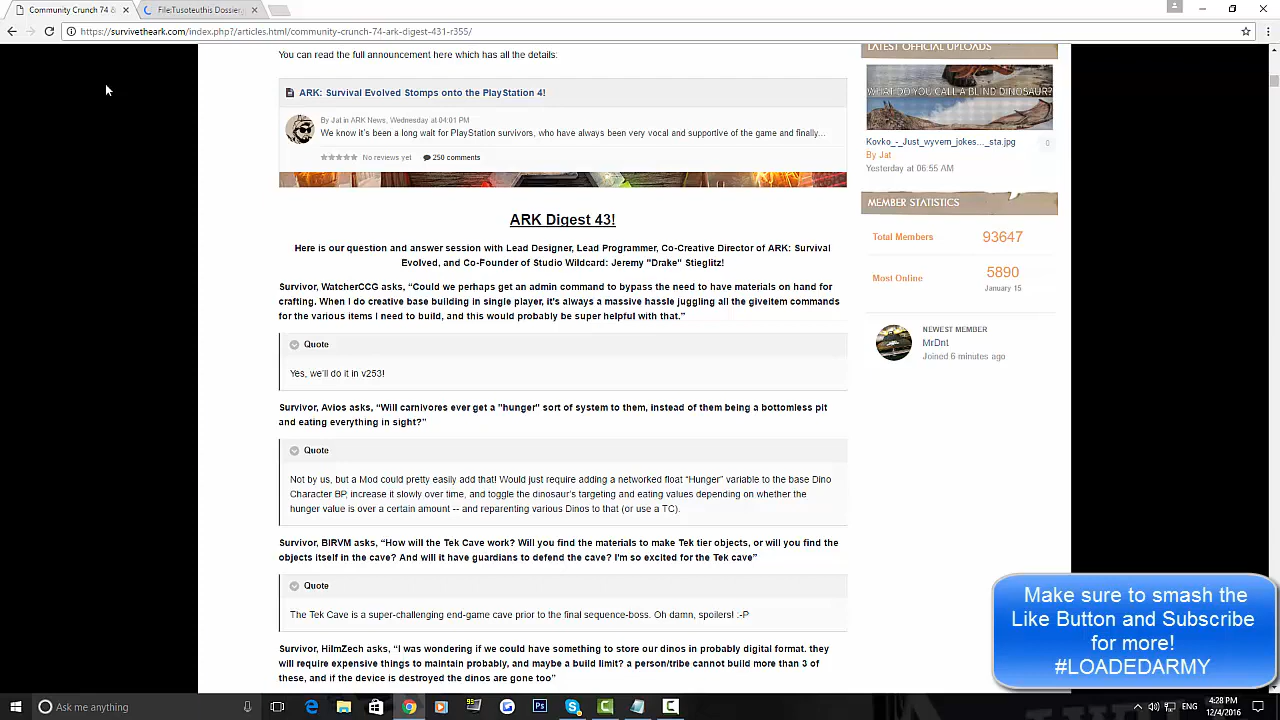 Community Crunch 74 &
File:Tusoteuthis Dossier.
https://survivetheark.com/index.php?/articles.html/community-crunch-74-ark-digest-431-r355/
You can read the full announcement here which has all the details:
ARK: Survival Evolved Stomps onto the PlayStation 4!
By Jat in ARK News, Wednesday at 04:01 PM
We know it's been a long wait for PlayStation survivors, who have always been very vocal and supportive of the game and finally...
No reviews yet 250 comments
ARK Digest 43!
Here is our question and answer session with Lead Designer, Lead Programmer, Co-Creative Director of ARK: Survival
Evolved, and Co-Founder of Studio Wildcard: Jeremy "Drake" Stieglitz!
Survivor, WatcherCCG asks, “Could we perhaps get an admin command to bypass the need to have materials on hand for
crafting. When I do creative base building in single player, it's always a massive hassle juggling all the giveitem commands
for the various items I need to build, and this would probably be super helpful with that.”
Quote
Yes, we'll do it in v253!
Survivor, Avios asks, “Will carnivores ever get a "hunger" sort of system to them, instead of them being a bottomless pit
and eating everything in sight?”
Quote
Not by us, but a Mod could pretty easily add that! Would just require adding a networked float “Hunger” variable to the base Dino
Character BP, increase it slowly over time, and toggle the dinosaur's targeting and eating values depending on whether the
hunger value is over a certain amount -- and reparenting various Dinos to that (or use a TC).
Survivor, BIRVM asks, “How will the Tek Cave work? Will you find the materials to make Tek tier objects, or will you find the
objects itself in the cave? And will it have guardians to defend the cave? I'm so excited for the Tek cave”
Quote
The Tek Cave is a super-challenging end-game cave prior to the final sequence-boss. Oh damn, spoilers! :-P
Survivor, HilmZech asks, “I was wondering if we could have something to store our dinos in probably digital format. they
will require expensive things to maintain probably, and maybe a build limit? a person/tribe cannot build more than 3 of
these, and if the device is destroyed the dinos are gone too”
LATEST OFFICIAL UPLOADS
WHAT DO YOU CALL A BLIND DINOSAUR?
Kovko_-_Just_wyvern_jokes..._sta.jpg
0
By Jat
Yesterday at 06:55 AM
MEMBER STATISTICS
Total Members 93647
Most Online 5890
January 15
NEWEST MEMBER
MrDnt
Joined 6 minutes ago
Make sure to smash the
Like Button and Subscribe
for more!
#LOADEDARMY
Ask me anything
ENG
4:28 PM
12/4/2016